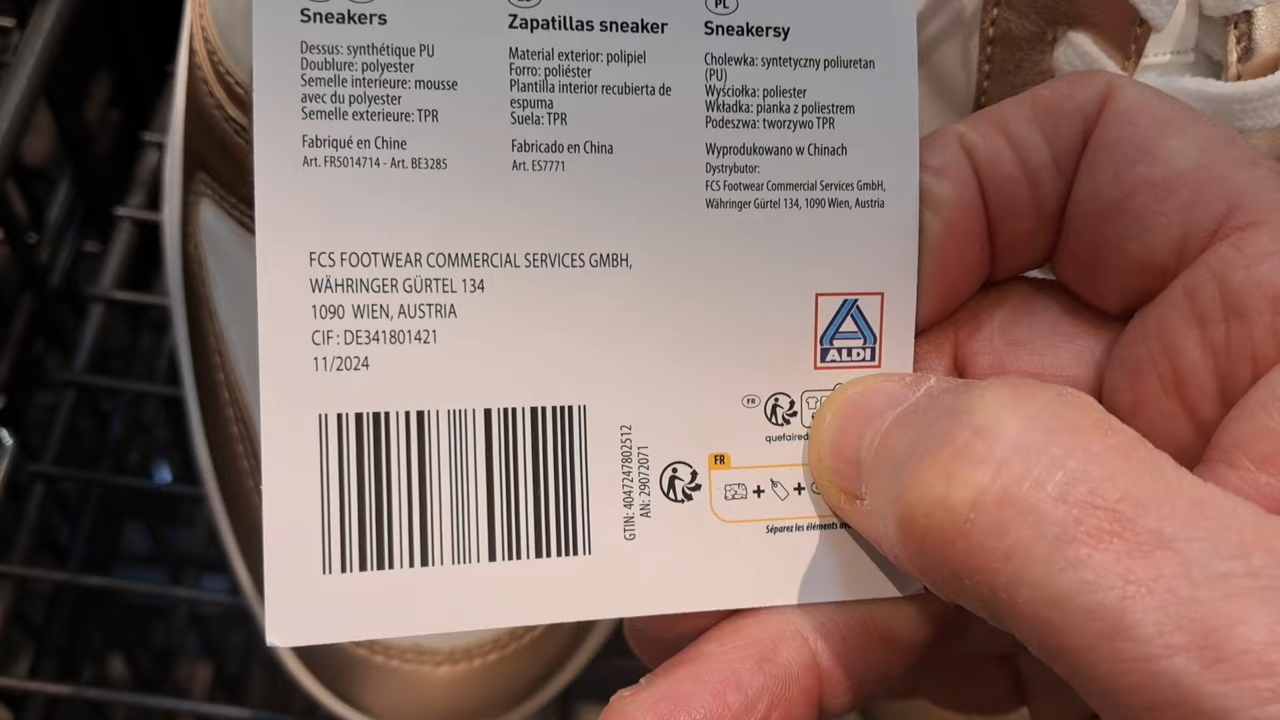 Sneakers
Dessus: synthétique PU
Doublure: polyester
Semelle interieure: mousse
avec du polyester
Semelle exterieure: TPR
Fabriqué en Chine
Art. FR5014714 - Art. BE3285
Zapatillas sneaker
Material exterior: polipiel
Forro: poliéster
Plantilla interior recubierta de
espuma
Suela: TPR
Fabricado en China
Art. ES7771
PL
Sneakersy
Cholewka: syntetyczny poliuretan
(PU)
Wyściołka: poliester
Wkładka: pianka z poliestrem
Podeszwa: tworzywo TPR
Wyprodukowano w Chinach
Dystrybutor:
FCS Footwear Commercial Services GmbH,
Währinger Gürtel 134, 1090 Wien, Austria
FCS FOOTWEAR COMMERCIAL SERVICES GMBH,
WÄHRINGER GÜRTEL 134
1090 WIEN, AUSTRIA
CIF: DE341801421
11/2024
ALDI
GTIN: 4047247802512
AN: 29072071
FR
quefaired
FR
Séparez les éléments